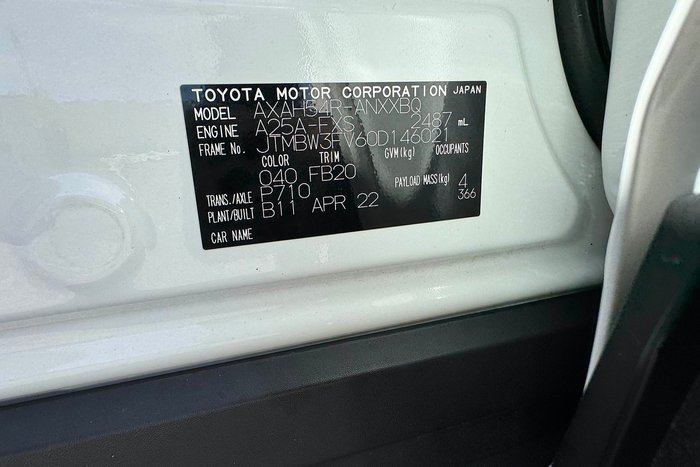 TOYOTA MOTOR CORPORATION JAPAN
MODEL AXAH54R-ANXXBQ
ENGINE A25A-FXS 2487 mL
FRAME No. JTMBW3FV60D146021
COLOR TRIM GVM(kg) OCCUPANTS
040 FB20 4
TRANS./AXLE P710 PAYLOAD MASS(kg) 366
PLANT/BUILT B11 APR 22
CAR NAME